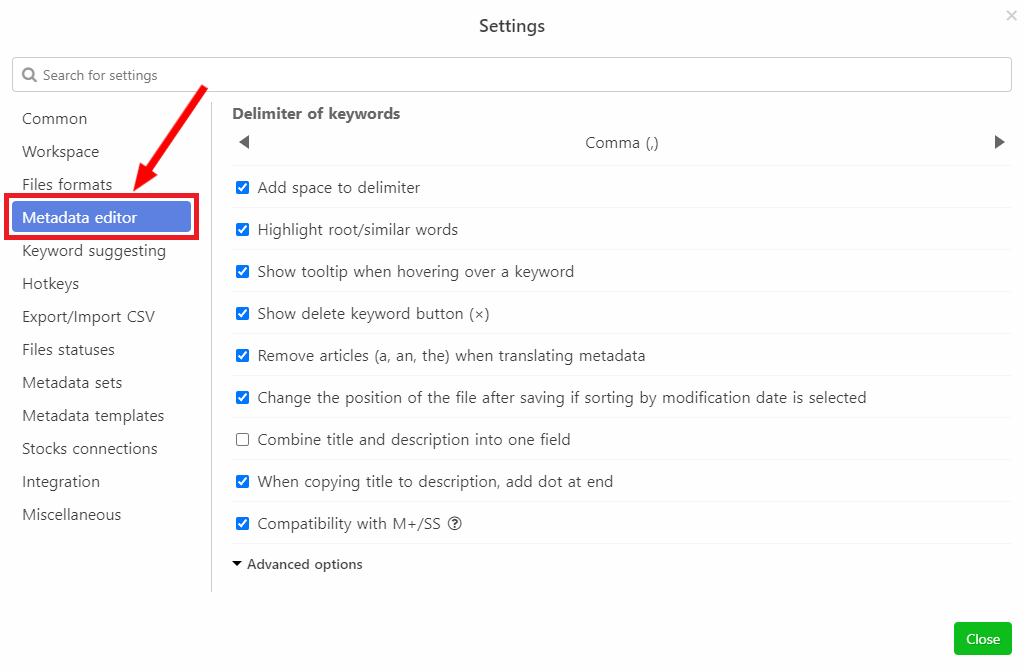 Settings
Search for settings
Common
Workspace
Files formats
Metadata editor
Keyword suggesting
Hotkeys
Export/Import CSV
Files statuses
Metadata sets
Metadata templates
Stocks connections
Integration
Miscellaneous
Delimiter of keywords
Comma (,)
Add space to delimiter
Highlight root/similar words
Show tooltip when hovering over a keyword
Show delete keyword button (×)
Remove articles (a, an, the) when translating metadata
Change the position of the file after saving if sorting by modification date is selected
Combine title and description into one field
When copying title to description, add dot at end
Compatibility with M+/SS ?
Advanced options
Close